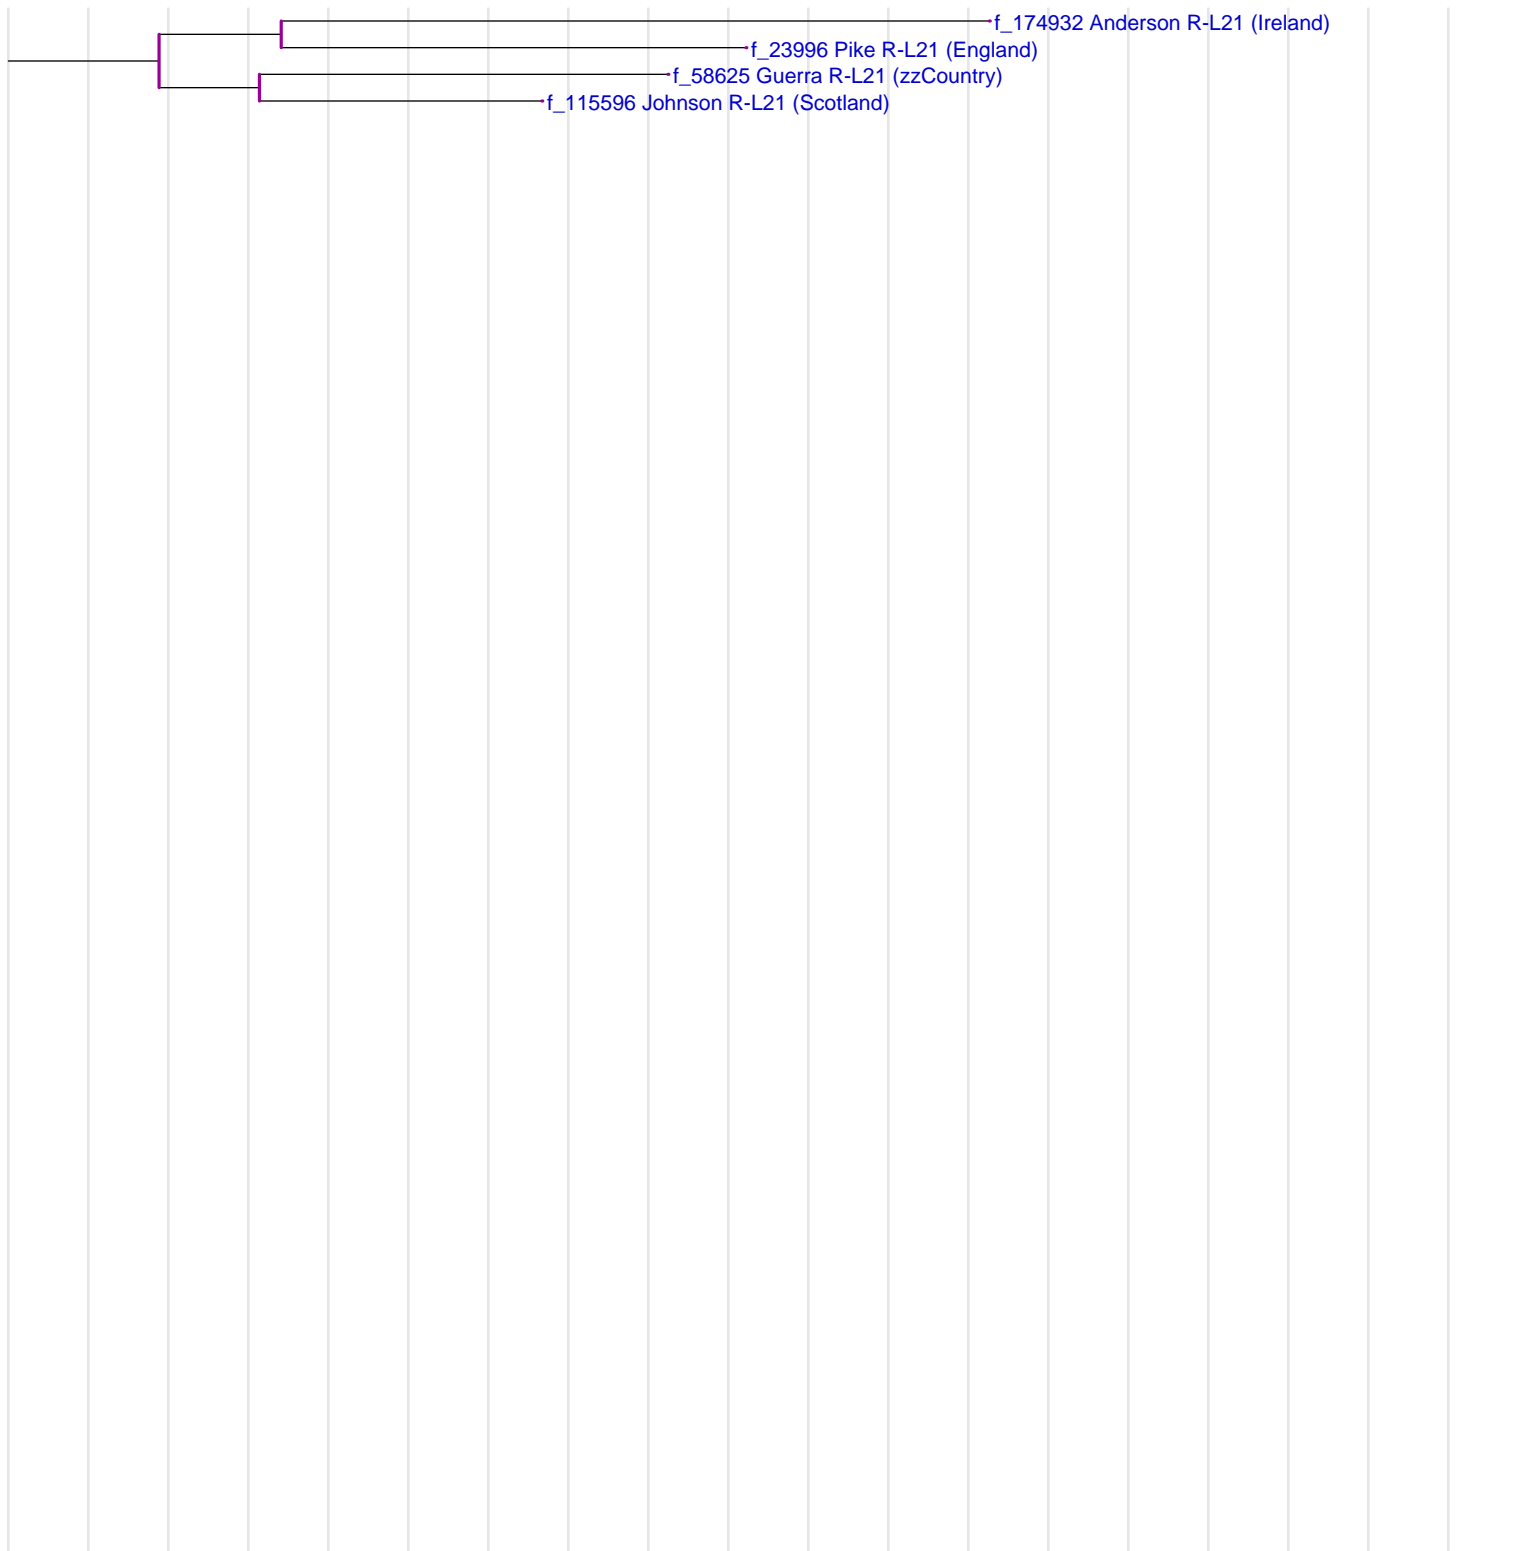 f_174932 Anderson R-L21 (Ireland)
f_23996 Pike R-L21 (England)
f_58625 Guerra R-L21 (zzCountry)
f_115596 Johnson R-L21 (Scotland)